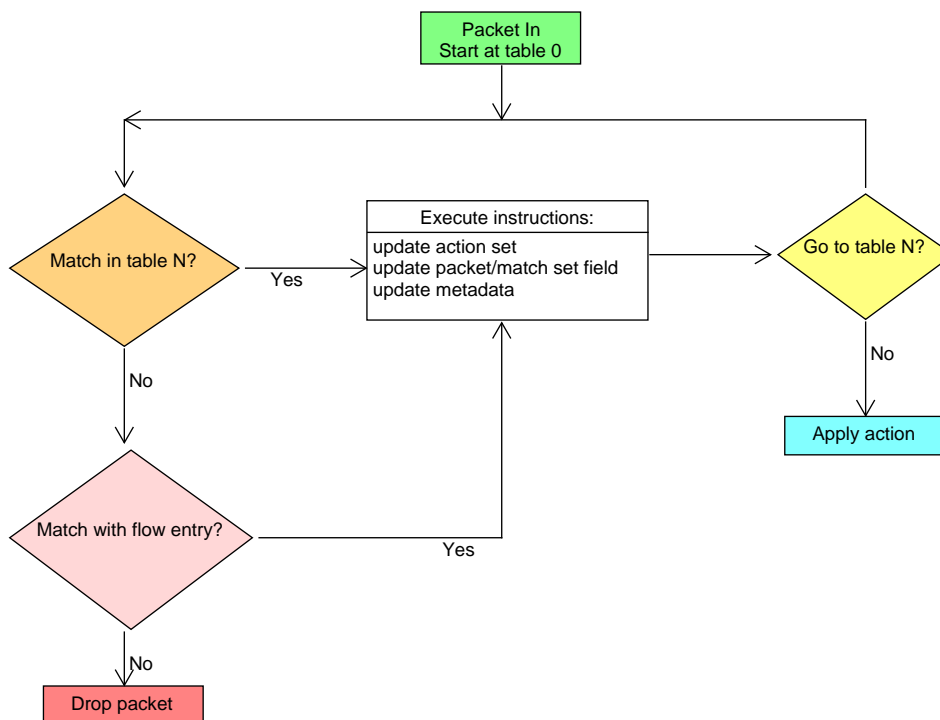 Packet In
Start at table 0
Match in table N?
Yes
Execute instructions:
update action set
update packet/match set field
update metadata
Go to table N?
No
No
Apply action
Match with flow entry?
Yes
No
Drop packet